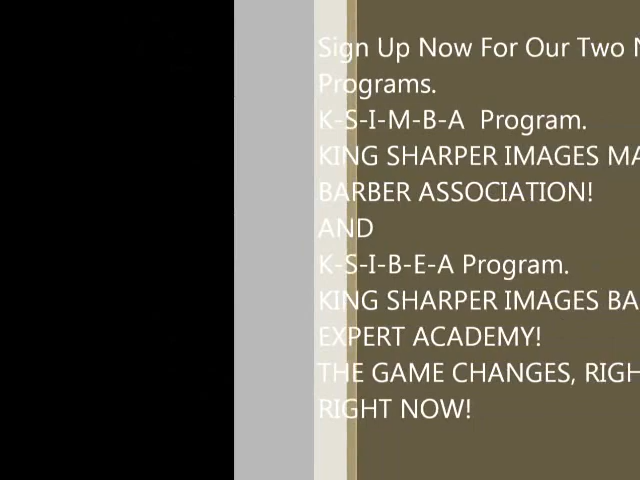 Sign Up Now For Our Two
Programs.
K-S-I-M-B-A Program.
KING SHARPER IMAGES MA
BARBER ASSOCIATION!
AND
K-S-I-B-E-A Program.
KING SHARPER IMAGES BA
EXPERT ACADEMY!
THE GAME CHANGES, RIGH
RIGHT NOW!